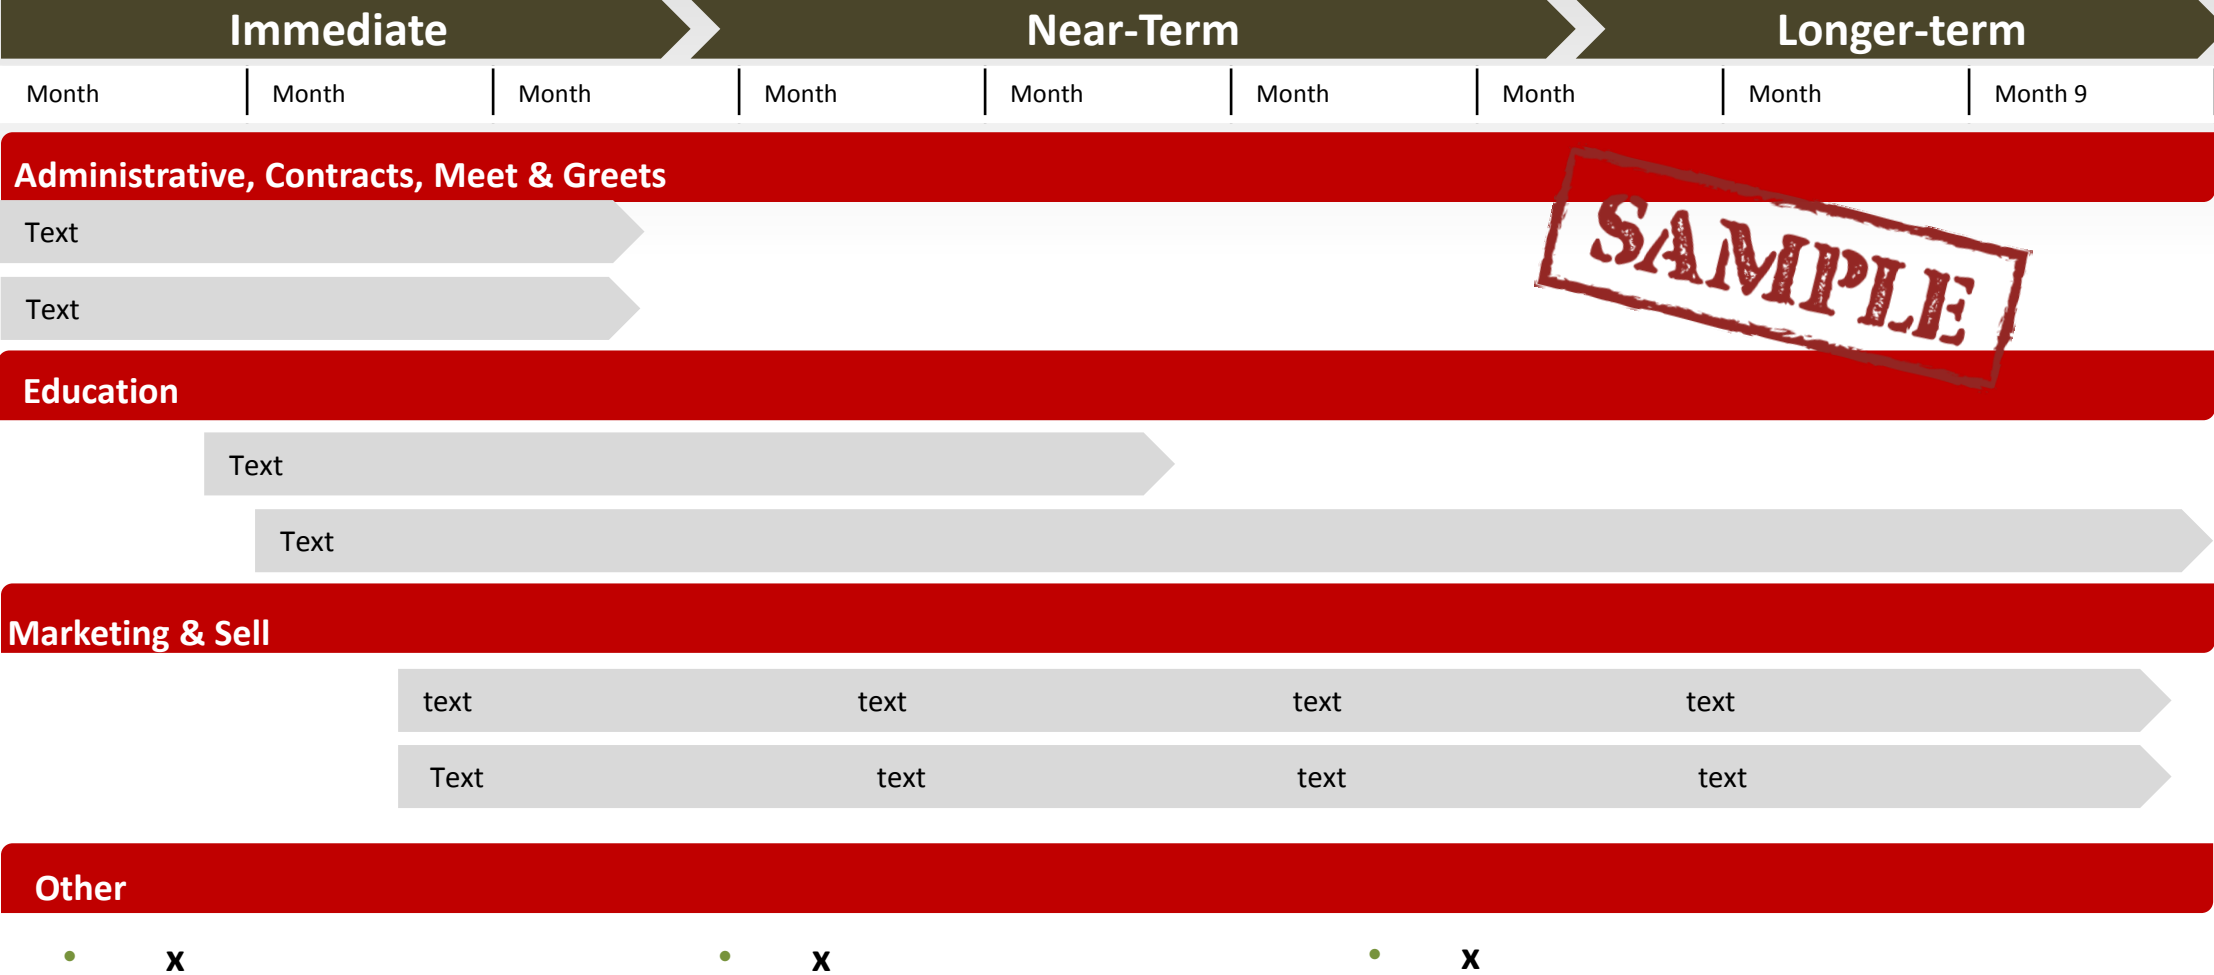 Immediate Near-Term Longer-term
Month Month Month Month Month Month Month Month Month 9
Administrative, Contracts, Meet & Greets
SAMPLE
Text
Text
Education
Text
Text
Marketing & Sell
text text text text
Text text text text
Other
• x • x • x